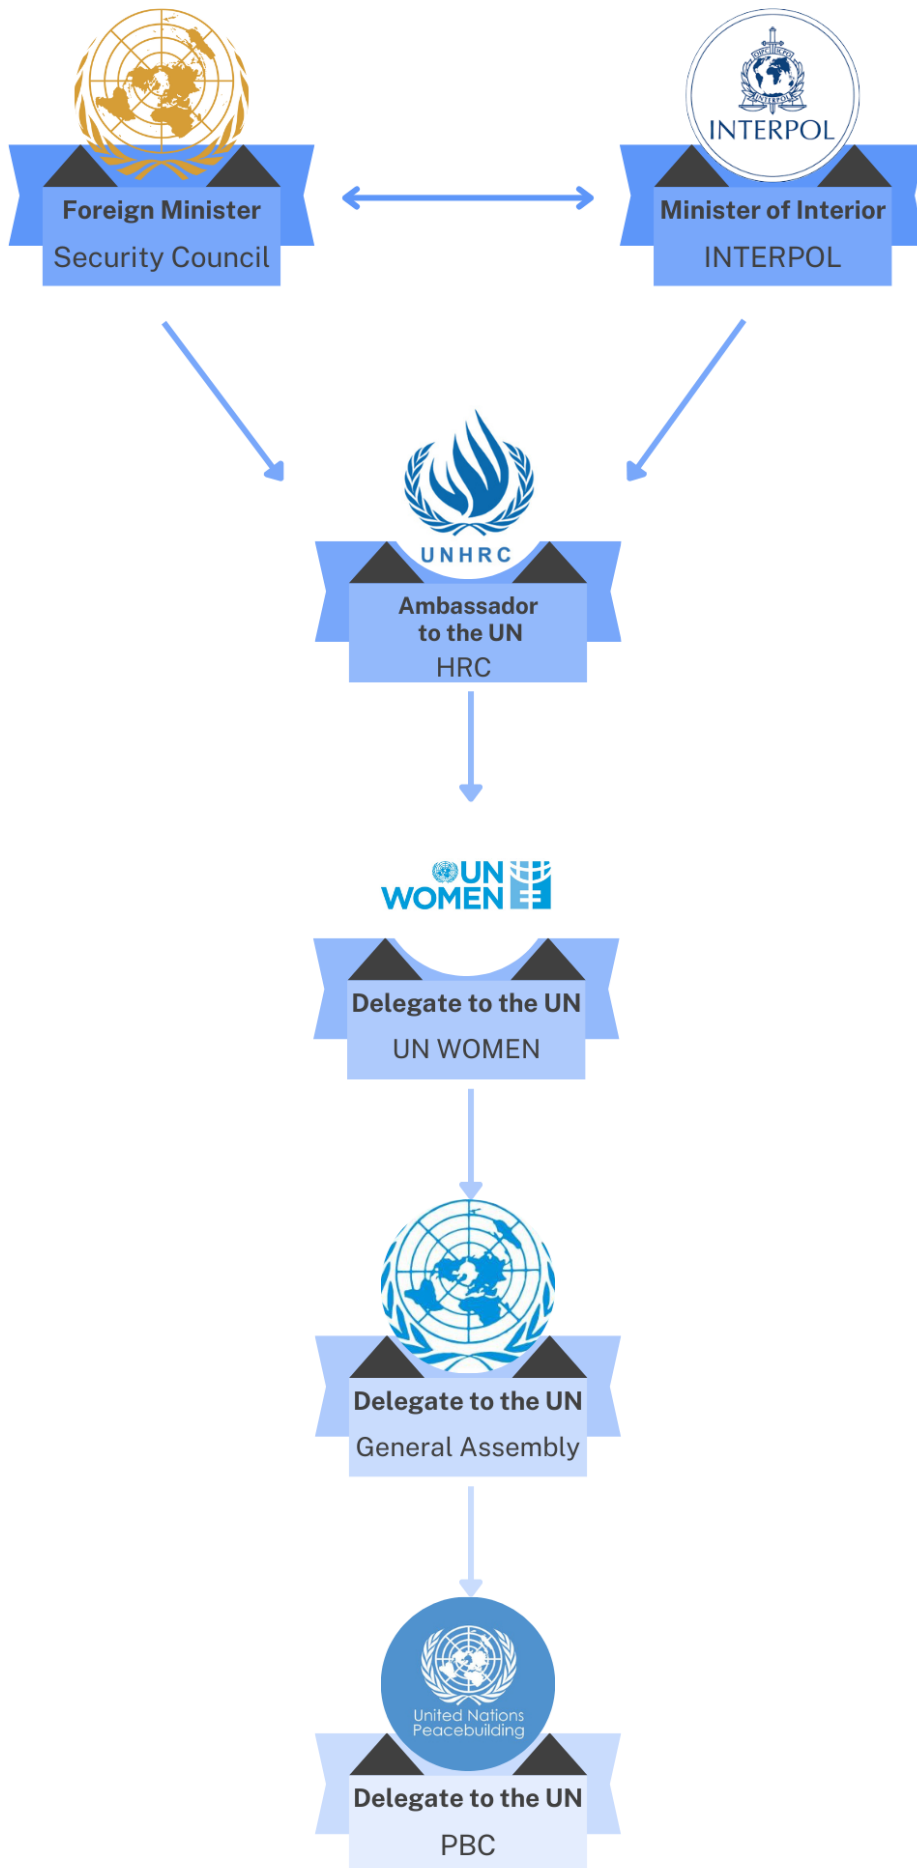 INTERPOL
INTERPOL
Foreign Minister
Security Council
Minister of Interior
INTERPOL
UNHRC
Ambassador
to the UN
HRC
UN
WOMEN
Delegate to the UN
UN WOMEN
Delegate to the UN
General Assembly
United Nations
Peacebuilding
Delegate to the UN
PBC